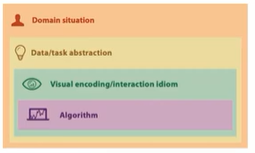 Domain situation
Data/task abstraction
Visual encoding/interaction idiom
Algorithm